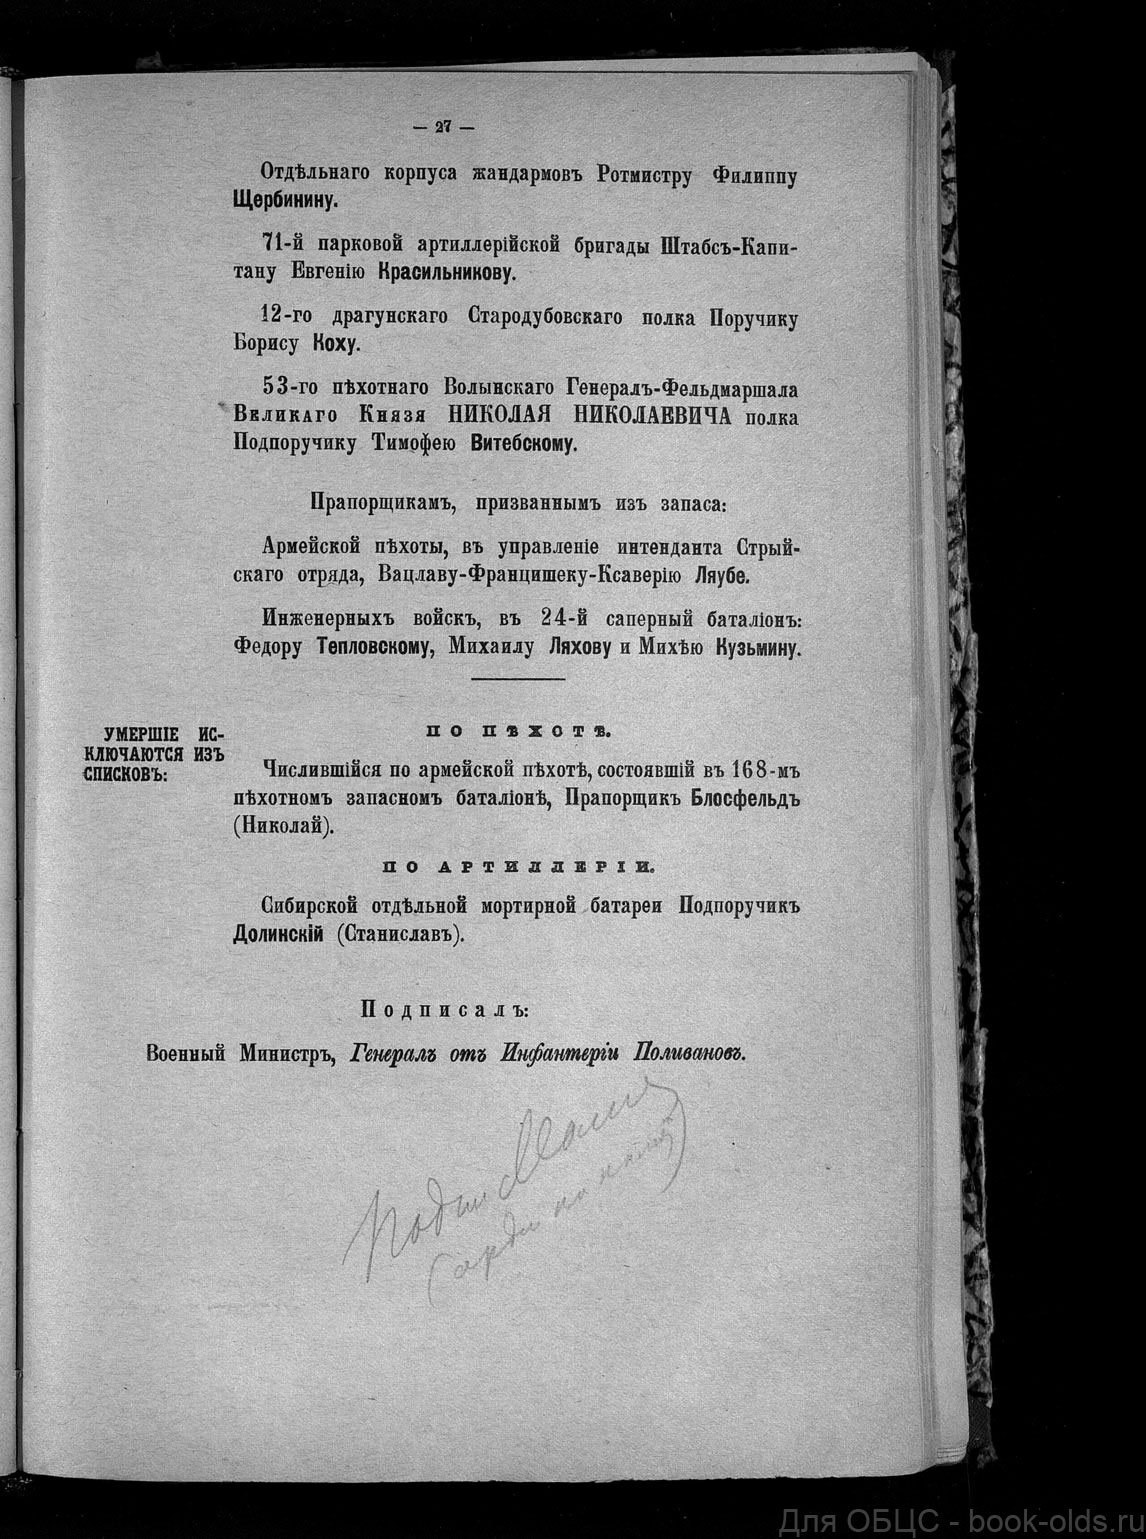 — 27 —
Отдѣльнаго корпуса жандармовъ Ротмистру Филиппу
Щербинину.
71-й парковой артиллерійской бригады Штабсъ-Капи-
тану Евгенію Красильникову.
12-го драгунскаго Стародубовскаго полка Поручику
Борису Коху.
53-го пѣхотнаго Волынскаго Генералъ-Фельдмаршала
Великаго Князя НИКОЛАЯ НИКОЛАЕВИЧА полка
Подпоручику Тимофею Витебскому.
Прапорщикамъ, призваннымъ изъ запаса:
Армейской пѣхоты, въ управленіе интенданта Стрый-
скаго отряда, Вацлаву-Францишеку-Ксаверію Ляубе.
Инженерныхъ войскъ, въ 24-й саперный баталіонъ:
Федору Тепловскому, Михаилу Ляхову и Михѣю Кузьмину.
УМЕРШІЕ ИС-
КЛЮЧАЮТСЯ ИЗЪ
СПИСКОВЪ:
ПО ПѢХОТѢ.
Числившійся по армейской пѣхотѣ, состоявшій въ 168-мъ
пѣхотномъ запасномъ баталіонѣ, Прапорщикъ Блосфельдъ
(Николай).
ПО АРТИЛЛЕРІИ.
Сибирской отдѣльной мортирной батареи Подпоручикъ
Долинскій (Станиславъ).
Подписалъ:
Военный Министръ, Генералъ отъ Инфантеріи Поливановъ.
Для ОБЦС - book-olds.ru